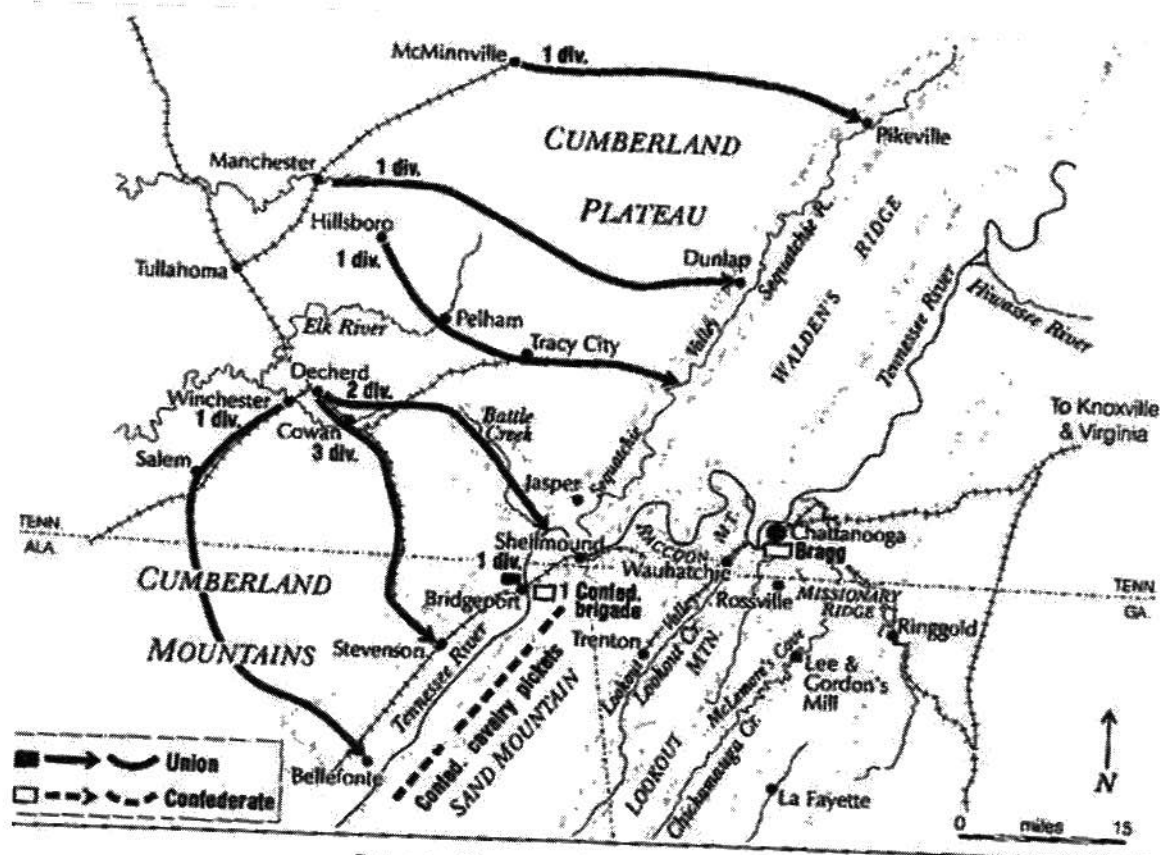 McMinnville
1 div.
CUMBERLAND
PLATEAU
Pikeville
Manchester
1 div.
Hillsboro
1 div.
Tullahoma
Dunlap
Sequatchie R.
Valley
Sequatchie
WALDEN'S
RIDGE
Tennessee River
Hiwassee River
Elk River
Pelham
Tracy City
Decherd
2 div.
Winchester
1 div.
Cowan
3 div.
Battle
Creek
Salem
Jasper
To Knoxville
& Virginia
TENN.
ALA.
Shellmound
RACCOON
MT.
Chattanooga
Bragg
Wauhatchie
1 div.
Bridgeport
1 Confed.
brigade
Rossville
MISSIONARY
RIDGE
TENN.
GA.
Ringgold
CUMBERLAND
MOUNTAINS
Stevenson
Tennessee River
Trenton
Lookout Valley
Lookout Cr.
MTN.
LOOKOUT
McLemore's Cove
Lee &
Gordon's
Mill
Chickamauga Cr.
Confed. cavalry pickets
SAND MOUNTAIN
Bellefonte
La Fayette
Union
Confederate
N
0 miles 15